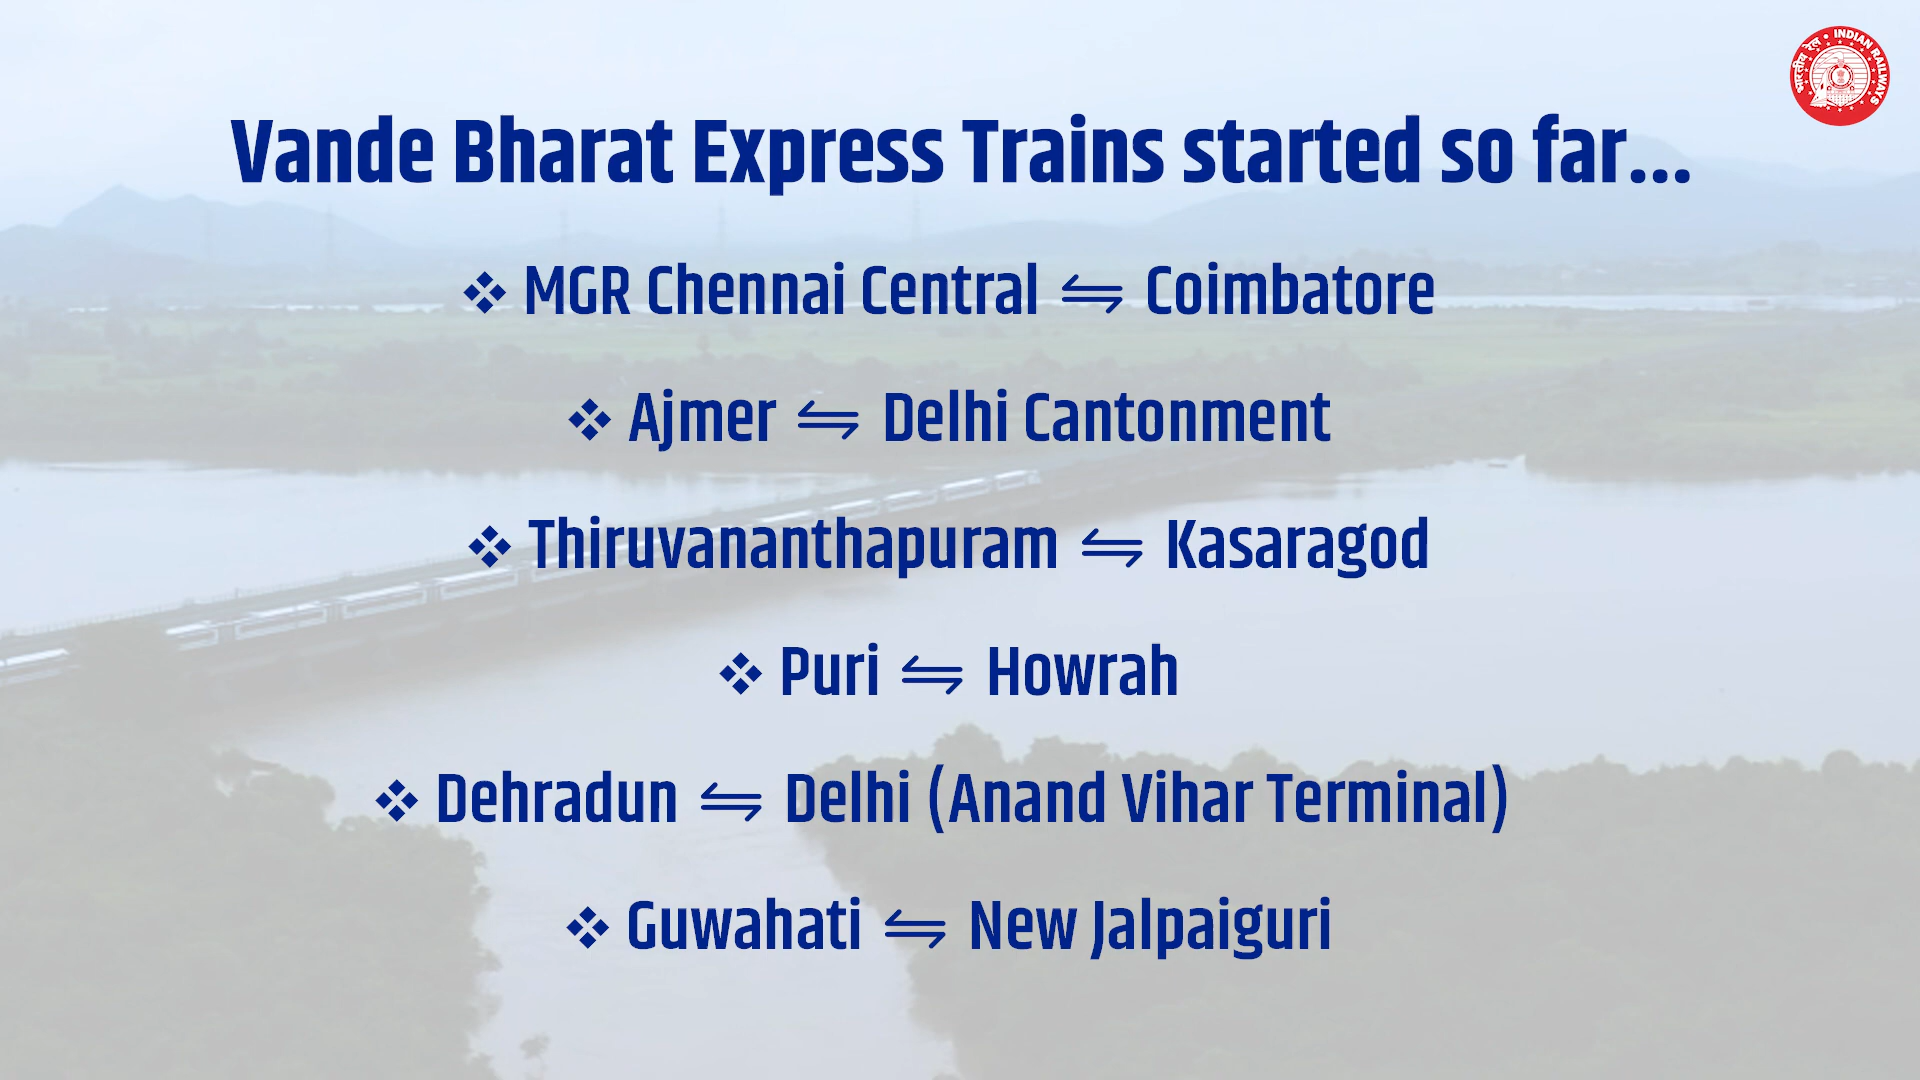 भारतीय रेल • INDIAN RAILWAYS
Vande Bharat Express Trains started so far...
❖ MGR Chennai Central ⇋ Coimbatore
❖ Ajmer ⇋ Delhi Cantonment
❖ Thiruvananthapuram ⇋ Kasaragod
❖ Puri ⇋ Howrah
❖ Dehradun ⇋ Delhi (Anand Vihar Terminal)
❖ Guwahati ⇋ New Jalpaiguri